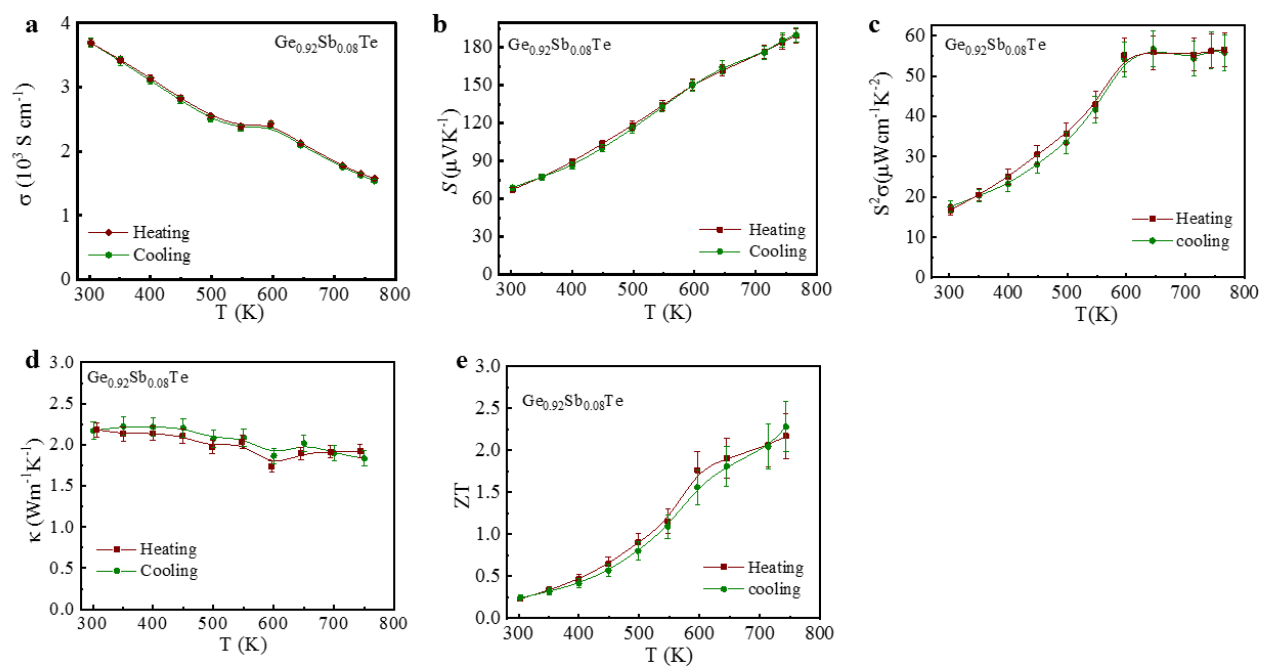 a
Ge0.92Sb0.08Te
σ (10³ S cm⁻¹)
4
3
2
1
0
Heating
Cooling
300 400 500 600 700 800
T (K)
b
Ge0.92Sb0.08Te
S (μVK⁻¹)
180
150
120
90
60
30
0
Heating
Cooling
300 400 500 600 700 800
T (K)
c
Ge0.92Sb0.08Te
S²σ(μWcm⁻¹K⁻²)
60
50
40
30
20
10
0
Heating
cooling
300 400 500 600 700 800
T(K)
d
Ge0.92Sb0.08Te
κ (Wm⁻¹K⁻¹)
3.0
2.5
2.0
1.5
1.0
0.5
0.0
Heating
Cooling
300 400 500 600 700 800
T (K)
e
Ge0.92Sb0.08Te
ZT
3.0
2.5
2.0
1.5
1.0
0.5
0.0
Heating
cooling
300 400 500 600 700 800
T (K)